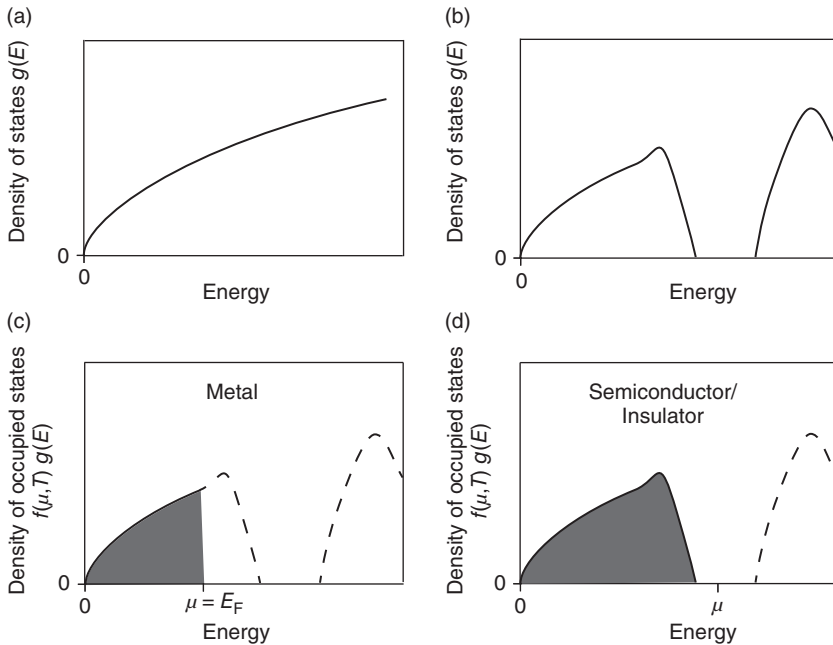 (a)
Density of states g(E)
0
0
Energy
(b)
Density of states g(E)
0
0
Energy
(c)
Density of occupied states
f(μ,T) g(E)
Metal
0
0
μ = E_F
Energy
(d)
Density of occupied states
f(μ,T) g(E)
Semiconductor/
Insulator
0
0
μ
Energy